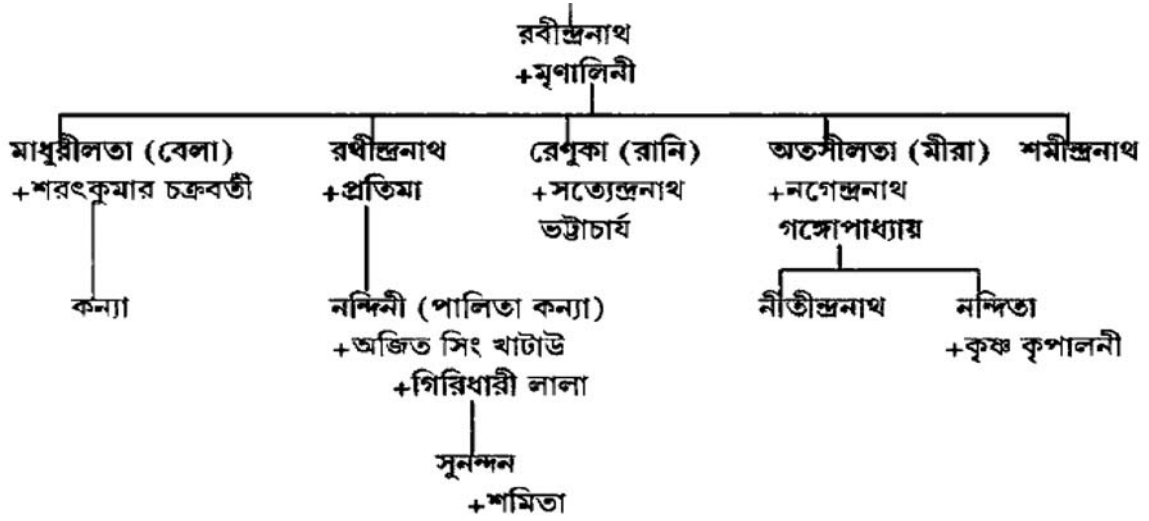 রবীন্দ্রনাথ
+মৃণালিনী
মাধুরীলতা (বেলা) রথীন্দ্রনাথ রেণুকা (রানি) অতসীলতা (মীরা) শমীন্দ্রনাথ
+শরৎকুমার চক্রবর্তী +প্রতিমা +সত্যেন্দ্রনাথ +নগেন্দ্রনাথ
ভট্টাচার্য গঙ্গোপাধ্যায়
কন্যা নন্দিনী (পালিতা কন্যা) নীতীন্দ্রনাথ নন্দিতা
+অজিত সিং খাটাউ +কৃষ্ণ কৃপালনী
+গিরিধারী লালা
সুনন্দন
+শমিতা